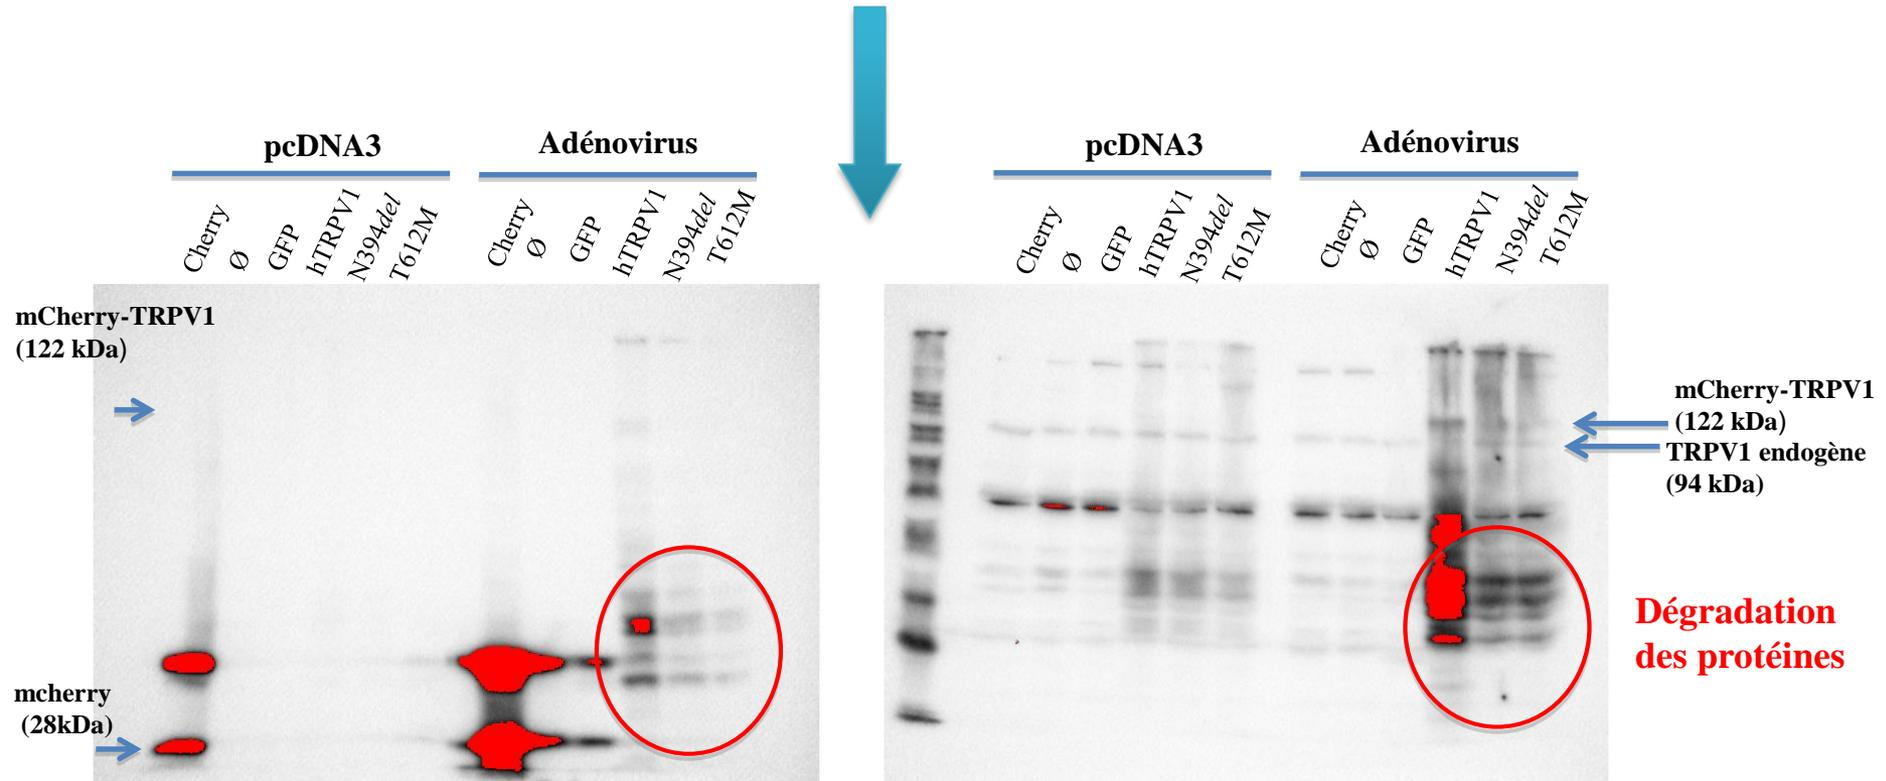 pcDNA3
Adénovirus
Cherry
Ø
GFP
hTRPV1
N394del
T612M
Cherry
Ø
GFP
hTRPV1
N394del
T612M
mCherry-TRPV1
(122 kDa)
mcherry
(28kDa)
pcDNA3
Adénovirus
Cherry
Ø
GFP
hTRPV1
N394del
T612M
Cherry
Ø
GFP
hTRPV1
N394del
T612M
mCherry-TRPV1
(122 kDa)
TRPV1 endogène
(94 kDa)
Dégradation
des protéines